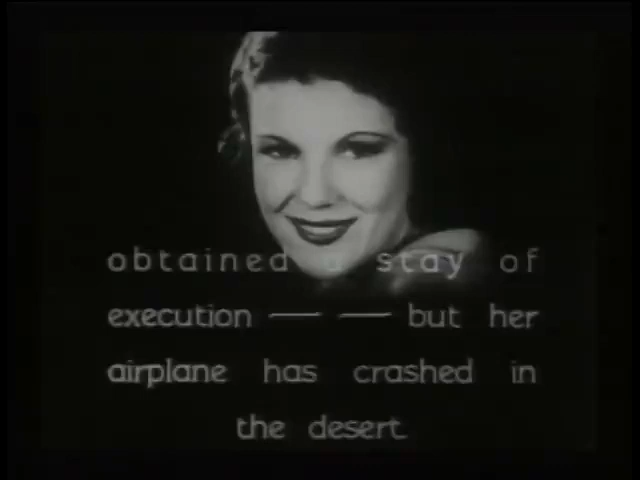 obtained a stay of
execution — — but her
airplane has crashed in
the desert.